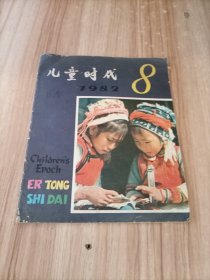 儿童时代 8
1982
Children's
Epoch
ER TONG
SHI DAI